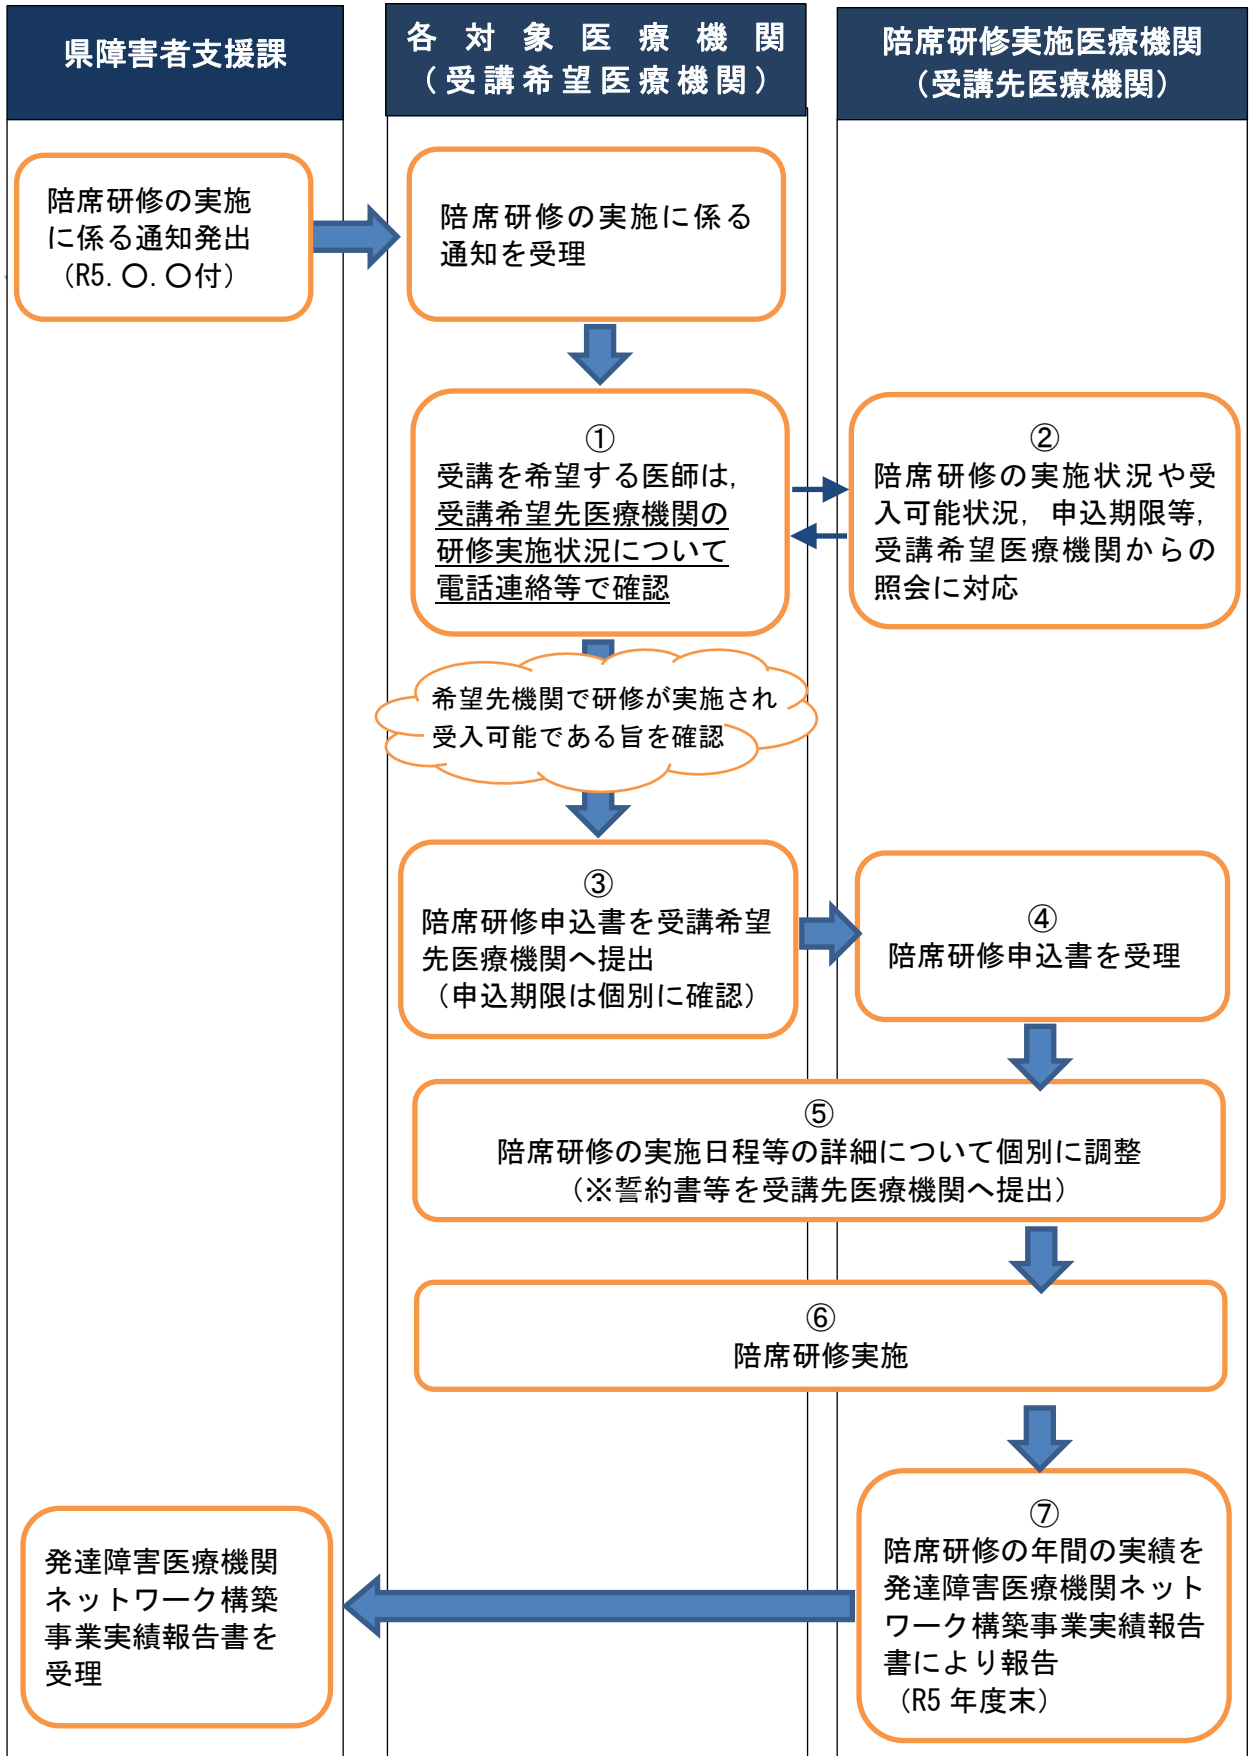 県障害者支援課
各対象医療機関
（受講希望医療機関）
陪席研修実施医療機関
（受講先医療機関）
陪席研修の実施
に係る通知発出
（R5.〇.〇付）
陪席研修の実施に係る
通知を受理
①
受講を希望する医師は，
受講希望先医療機関の
研修実施状況について
電話連絡等で確認
②
陪席研修の実施状況や受
入可能状況，申込期限等，
受講希望医療機関からの
照会に対応
希望先機関で研修が実施され
受入可能である旨を確認
③
陪席研修申込書を受講希望
先医療機関へ提出
（申込期限は個別に確認）
④
陪席研修申込書を受理
⑤
陪席研修の実施日程等の詳細について個別に調整
（※誓約書等を受講先医療機関へ提出）
⑥
陪席研修実施
⑦
陪席研修の年間の実績を
発達障害医療機関ネット
ワーク構築事業実績報告
書により報告
（R5 年度末）
発達障害医療機関
ネットワーク構築
事業実績報告書を
受理